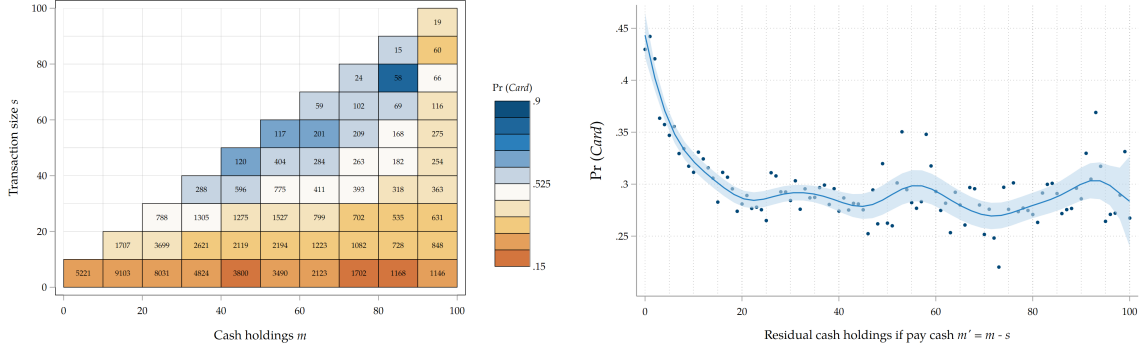 100
80
60
40
20
0
Transaction size s
19
15 60
24 58 66
59 102 69 116
117 201 209 168 275
120 404 284 263 182 254
288 596 775 411 393 318 363
788 1305 1275 1527 799 702 535 631
1707 3699 2621 2119 2194 1223 1082 728 848
5221 9103 8031 4824 3800 3490 2123 1702 1168 1146
0 20 40 60 80 100
Cash holdings m
Pr (Card)
.9
.525
.15
.45
.4
.35
.3
.25
Pr (Card)
0 20 40 60 80 100
Residual cash holdings if pay cash m′ = m - s